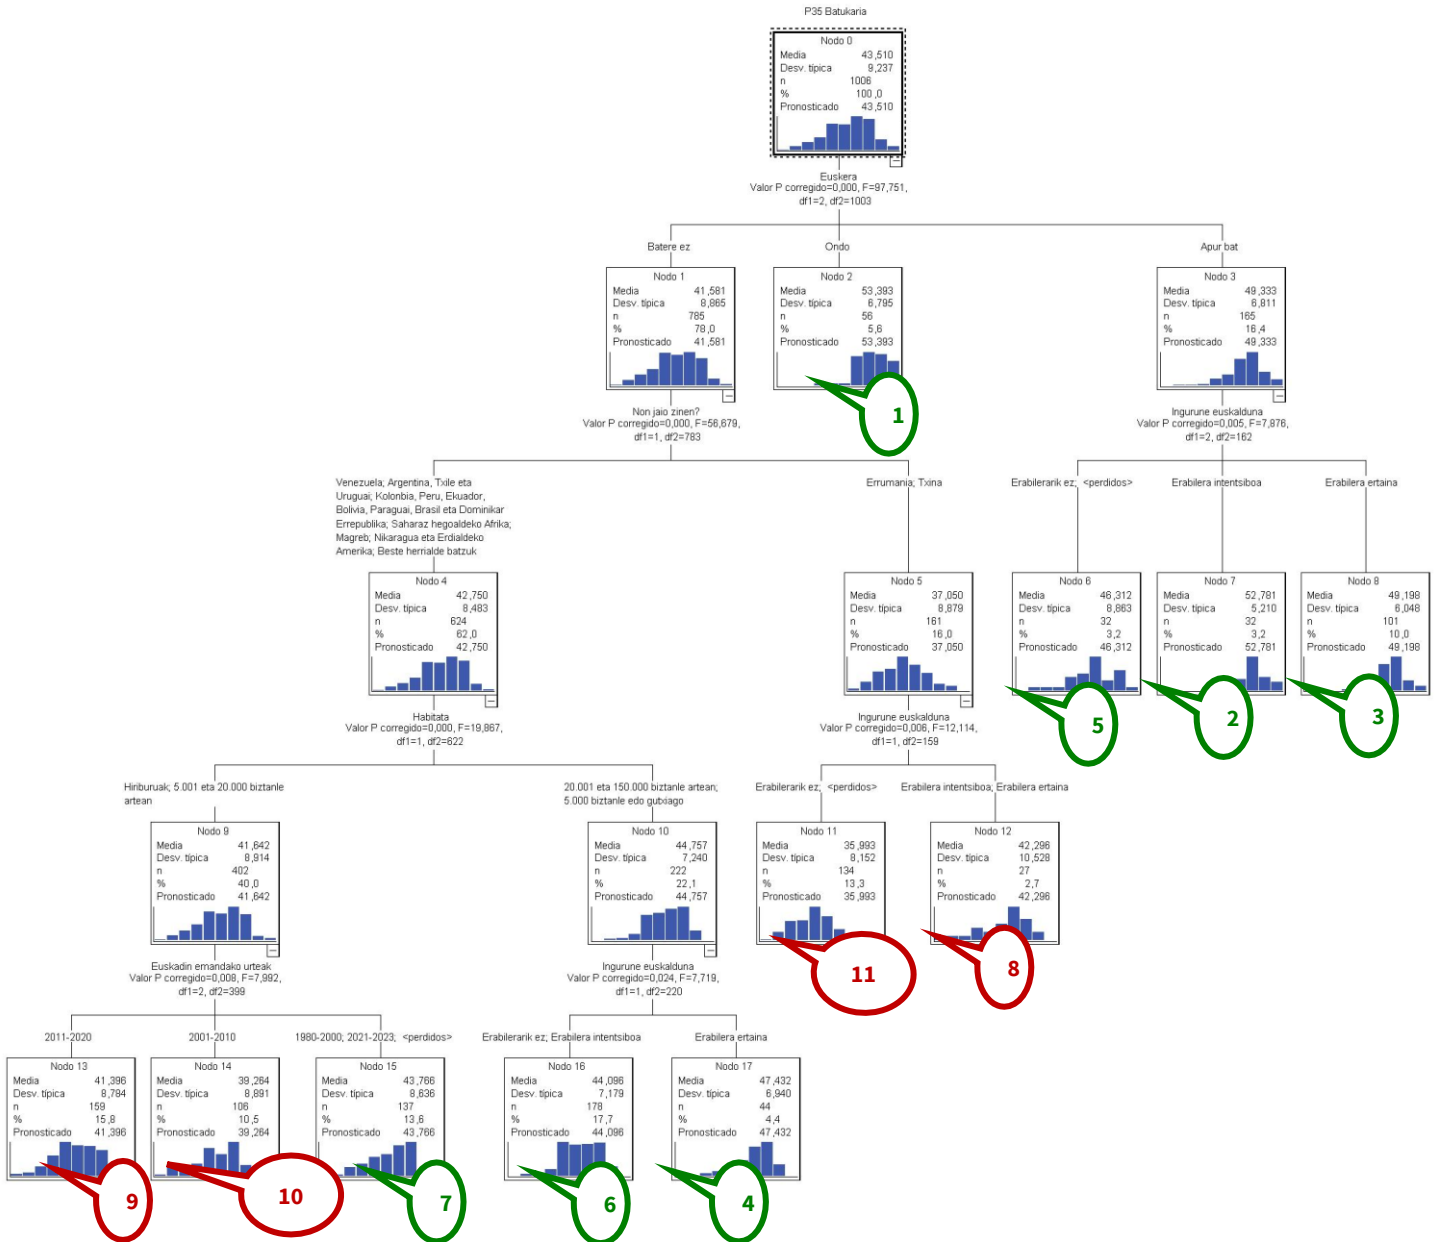 P35 Batukaria
Nodo 0
Media 43,510
Desv. típica 9,237
n 1006
% 100,0
Pronosticado 43,510
Euskera
Valor P corregido=0,000, F=97,751,
df1=2, df2=1003
Batere ez
Ondo
Apur bat
Nodo 1
Media 41,581
Desv. típica 8,865
n 785
% 78,0
Pronosticado 41,581
Nodo 2
Media 53,393
Desv. típica 6,795
n 56
% 5,6
Pronosticado 53,393
1
Nodo 3
Media 49,333
Desv. típica 6,811
n 165
% 16,4
Pronosticado 49,333
Non jaio zinen?
Valor P corregido=0,000, F=56,679,
df1=1, df2=783
Ingurune euskalduna
Valor P corregido=0,005, F=7,876,
df1=2, df2=162
Venezuela; Argentina, Txile eta
Uruguai; Kolonbia, Peru, Ekuador,
Bolivia, Paraguai, Brasil eta Dominikar
Errepublika; Saharaz hegoaldeko Afrika;
Magreb; Nikaragua eta Erdialdeko
Amerika; Beste herrialde batzuk
Errumania; Txina
Erabilerarik ez; <perdidos>
Erabilera intentsiboa
Erabilera ertaina
Nodo 4
Media 42,750
Desv. típica 8,483
n 624
% 62,0
Pronosticado 42,750
Nodo 5
Media 37,050
Desv. típica 8,879
n 161
% 16,0
Pronosticado 37,050
Nodo 6
Media 46,312
Desv. típica 8,863
n 32
% 3,2
Pronosticado 46,312
5
Nodo 7
Media 52,781
Desv. típica 5,210
n 32
% 3,2
Pronosticado 52,781
2
Nodo 8
Media 49,198
Desv. típica 6,048
n 101
% 10,0
Pronosticado 49,198
3
Habitata
Valor P corregido=0,000, F=19,867,
df1=1, df2=622
Ingurune euskalduna
Valor P corregido=0,006, F=12,114,
df1=1, df2=159
Hiriburuak; 5.001 eta 20.000 biztanle
artean
20.001 eta 150.000 biztanle artean;
5.000 biztanle edo gutxiago
Erabilerarik ez; <perdidos>
Erabilera intentsiboa; Erabilera ertaina
Nodo 9
Media 41,642
Desv. típica 8,914
n 402
% 40,0
Pronosticado 41,642
Nodo 10
Media 44,757
Desv. típica 7,240
n 222
% 22,1
Pronosticado 44,757
Nodo 11
Media 35,993
Desv. típica 8,152
n 134
% 13,3
Pronosticado 35,993
11
Nodo 12
Media 42,296
Desv. típica 10,528
n 27
% 2,7
Pronosticado 42,296
8
Euskadin emandako urteak
Valor P corregido=0,008, F=7,992,
df1=2, df2=399
Ingurune euskalduna
Valor P corregido=0,024, F=7,719,
df1=1, df2=220
2011-2020
2001-2010
1980-2000; 2021-2023; <perdidos>
Erabilerarik ez; Erabilera intentsiboa
Erabilera ertaina
Nodo 13
Media 41,396
Desv. típica 8,784
n 159
% 15,8
Pronosticado 41,396
9
Nodo 14
Media 39,264
Desv. típica 8,891
n 106
% 10,5
Pronosticado 39,264
10
Nodo 15
Media 43,766
Desv. típica 8,636
n 137
% 13,6
Pronosticado 43,766
7
Nodo 16
Media 44,096
Desv. típica 7,179
n 178
% 17,7
Pronosticado 44,096
6
Nodo 17
Media 47,432
Desv. típica 6,940
n 44
% 4,4
Pronosticado 47,432
4